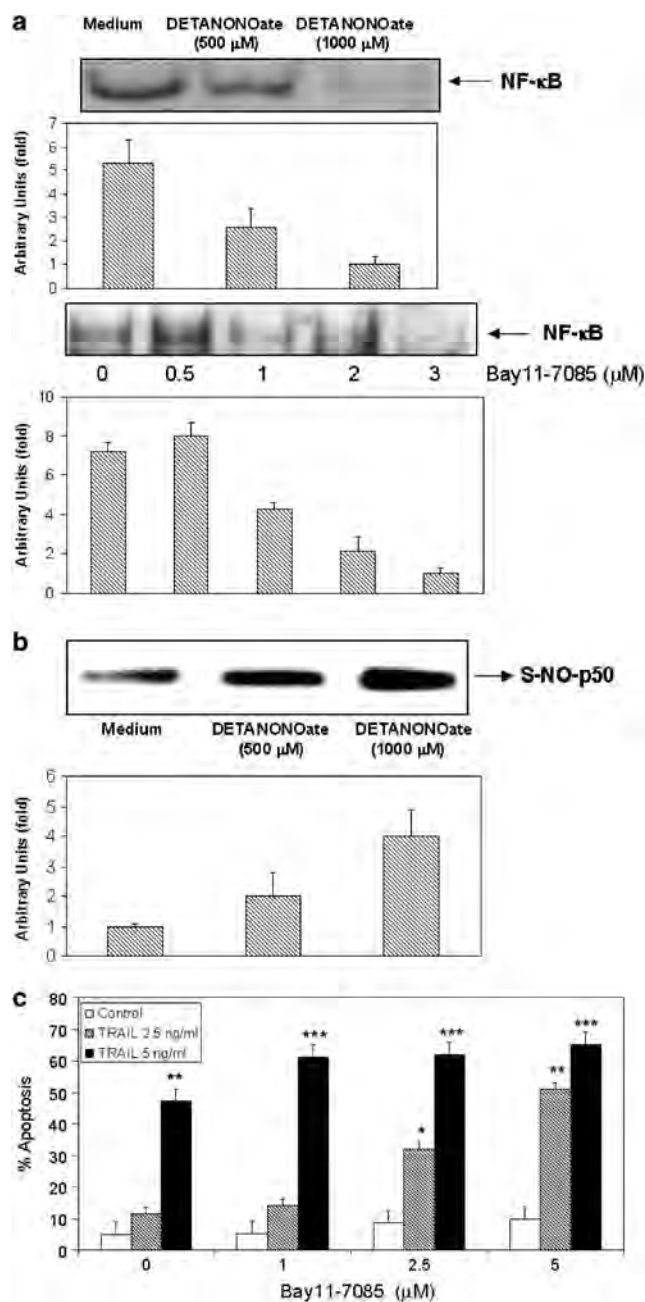 a
Medium DETANONOate (500 µM) DETANONOate (1000 µM)
NF-κB
7
6
5
4
3
2
1
0
Arbitrary Units (fold)
NF-κB
0 0.5 1 2 3 Bay11-7085 (µM)
10
8
6
4
2
0
Arbitrary Units (fold)
b
S-NO-p50
Medium DETANONOate (500 µM) DETANONOate (1000 µM)
6
5
4
3
2
1
0
Arbitrary Units (fold)
c
80
70
60
50
40
30
20
10
0
% Apoptosis
Control
TRAIL 2.5 ng/ml
TRAIL 5 ng/ml
** *** * *** ** ***
0 1 2.5 5
Bay11-7085 (µM)